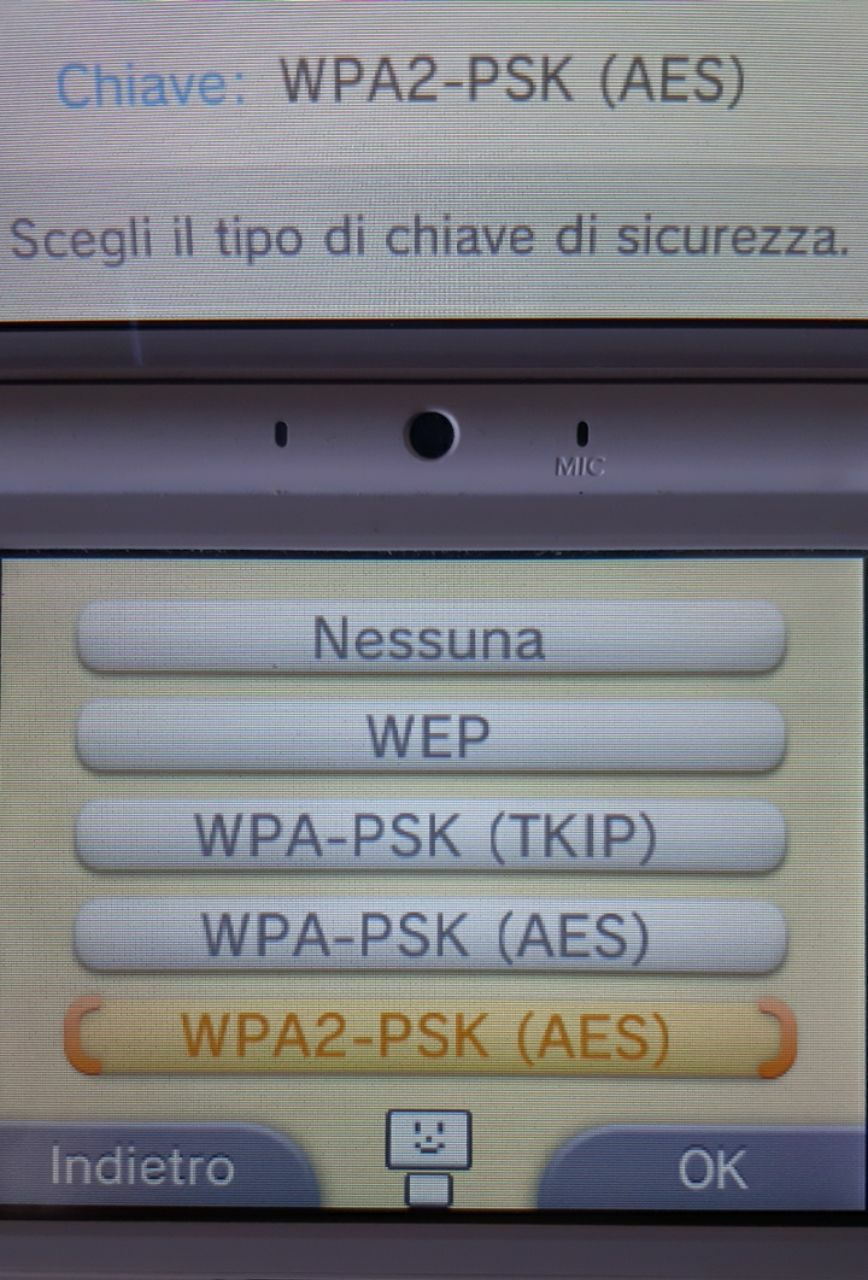 Chiave: WPA2-PSK (AES)
Scegli il tipo di chiave di sicurezza.
MIC
Nessuna
WEP
WPA-PSK (TKIP)
WPA-PSK (AES)
WPA2-PSK (AES)
Indietro
OK